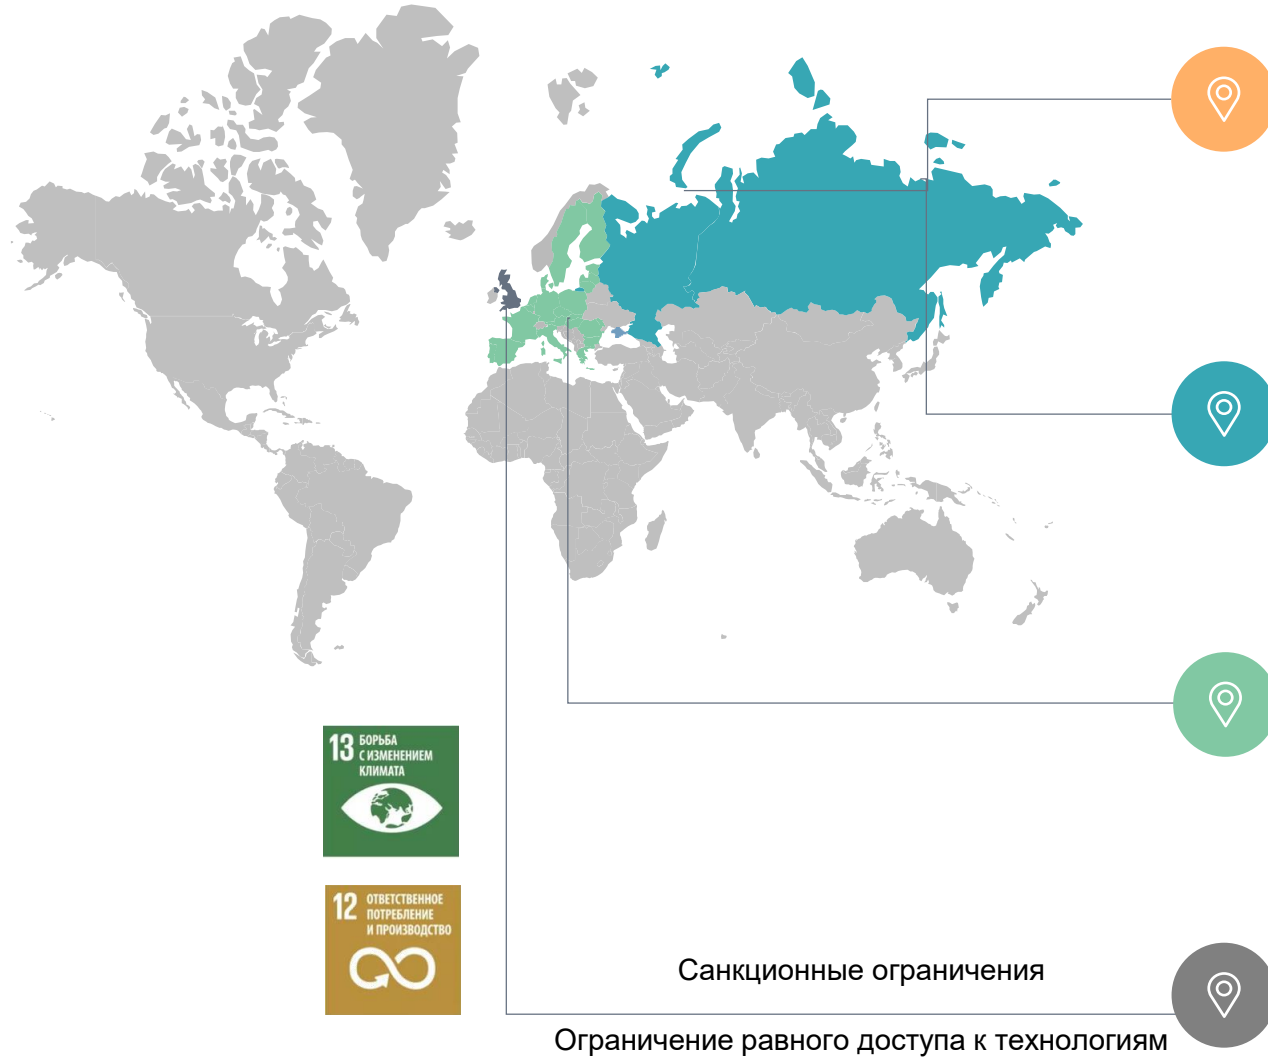 13 БОРЬБА
С ИЗМЕНЕНИЕМ
КЛИМАТА
12 ОТВЕТСТВЕННОЕ
ПОТРЕБЛЕНИЕ
И ПРОИЗВОДСТВО
Санкционные ограничения
Ограничение равного доступа к технологиям